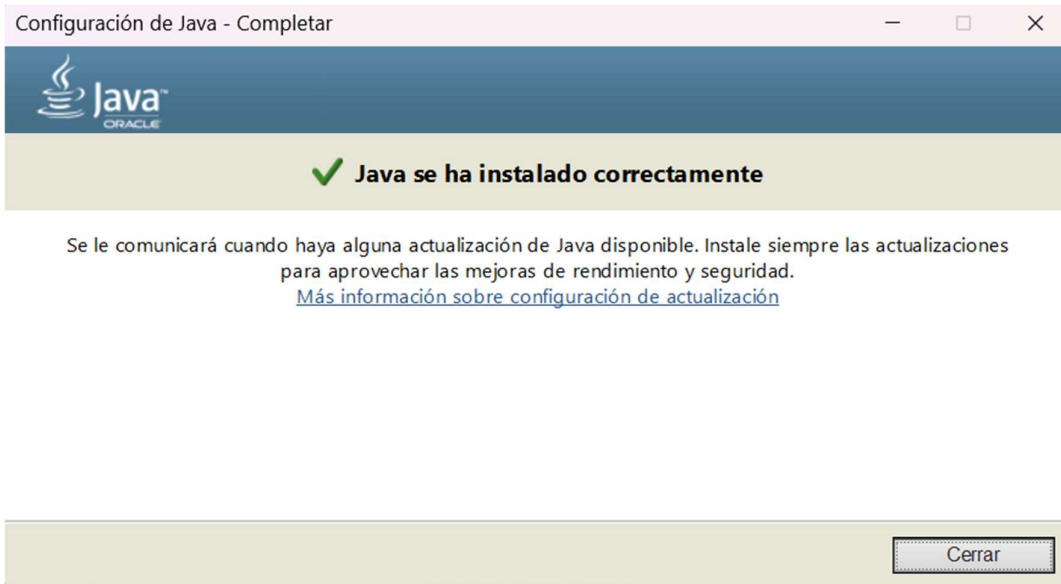 Configuración de Java - Completar
Java™
ORACLE
Java se ha instalado correctamente
Se le comunicará cuando haya alguna actualización de Java disponible. Instale siempre las actualizaciones
para aprovechar las mejoras de rendimiento y seguridad.
Más información sobre configuración de actualización
Cerrar